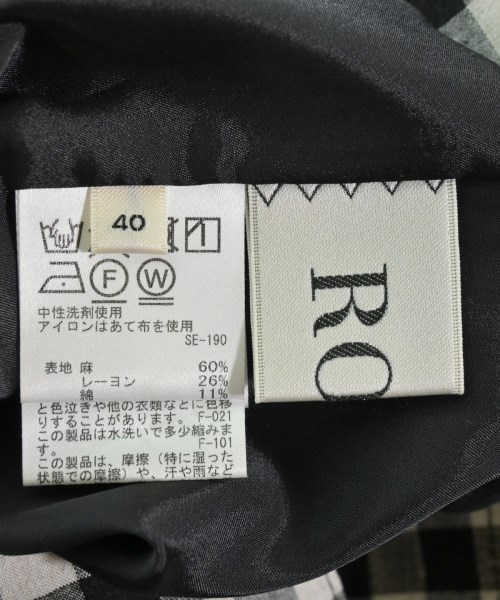 40
F W
中性洗剤使用
アイロンはあて布を使用
SE-190
表地 麻 60%
レーヨン 26%
綿 11%
と色泣きや他の衣類などに色移
りすることがあります。 F-021
この製品は水洗いで多少縮みま
す。 F-101
この製品は、摩擦（特に湿った
状態での摩擦）や、汗や雨など
RO